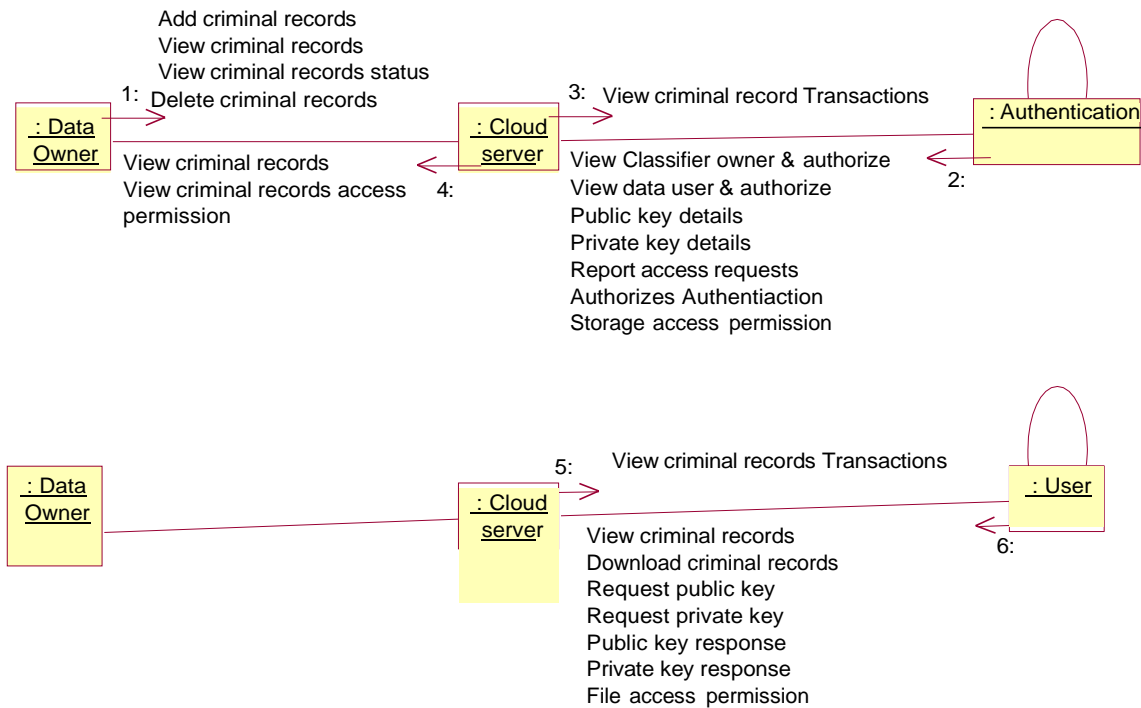 Add criminal records
View criminal records
View criminal records status
1: Delete criminal records
: Data
Owner
View criminal records
View criminal records access
permission
4:
: Cloud
server
3: View criminal record Transactions
: Authentication
2:
View Classifier owner & authorize
View data user & authorize
Public key details
Private key details
Report access requests
Authorizes Authentiaction
Storage access permission
: Data
Owner
: Cloud
server
5: View criminal records Transactions
: User
6:
View criminal records
Download criminal records
Request public key
Request private key
Public key response
Private key response
File access permission